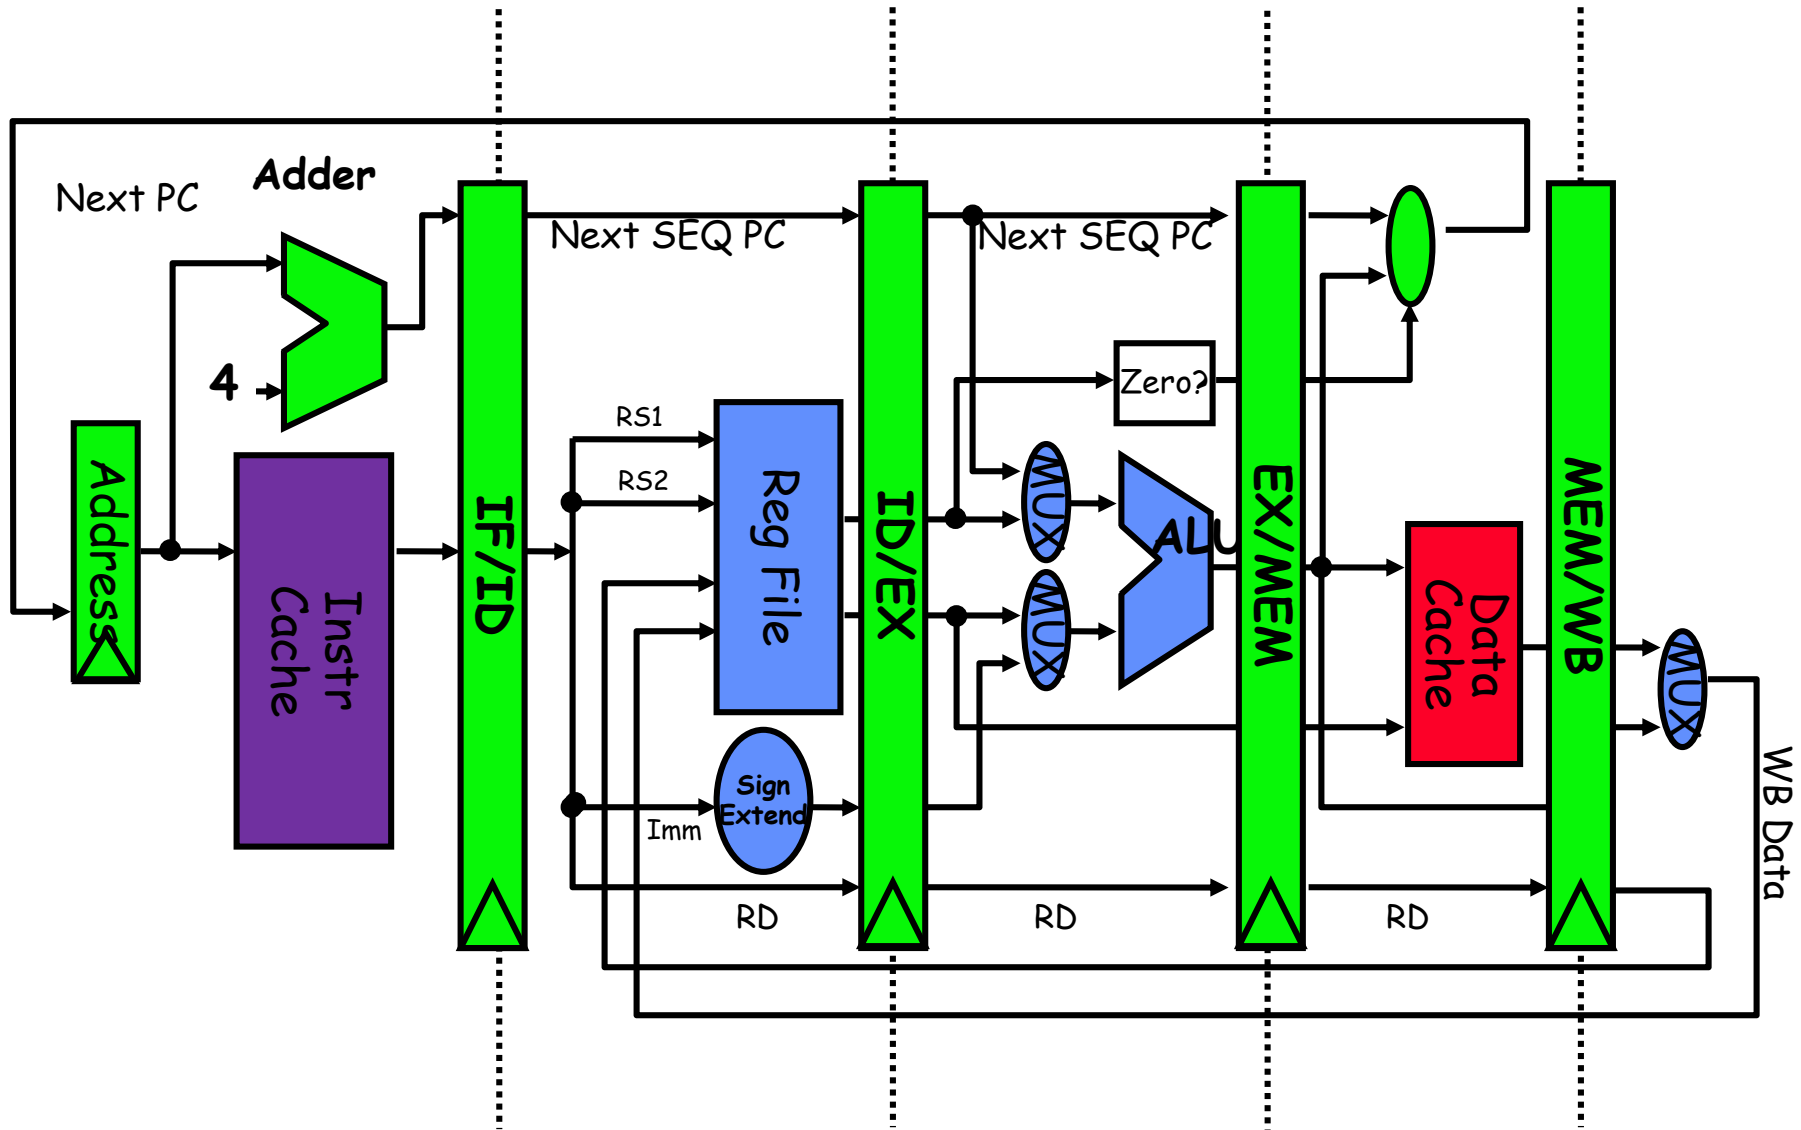 Next PC
Adder
4
Address
Instr
Cache
IF/ID
Next SEQ PC
RS1
RS2
Reg File
Imm
Sign
Extend
RD
ID/EX
Next SEQ PC
Zero?
MUX
MUX
ALU
RD
EX/MEM
Data
Cache
RD
MEM/WB
MUX
WB Data